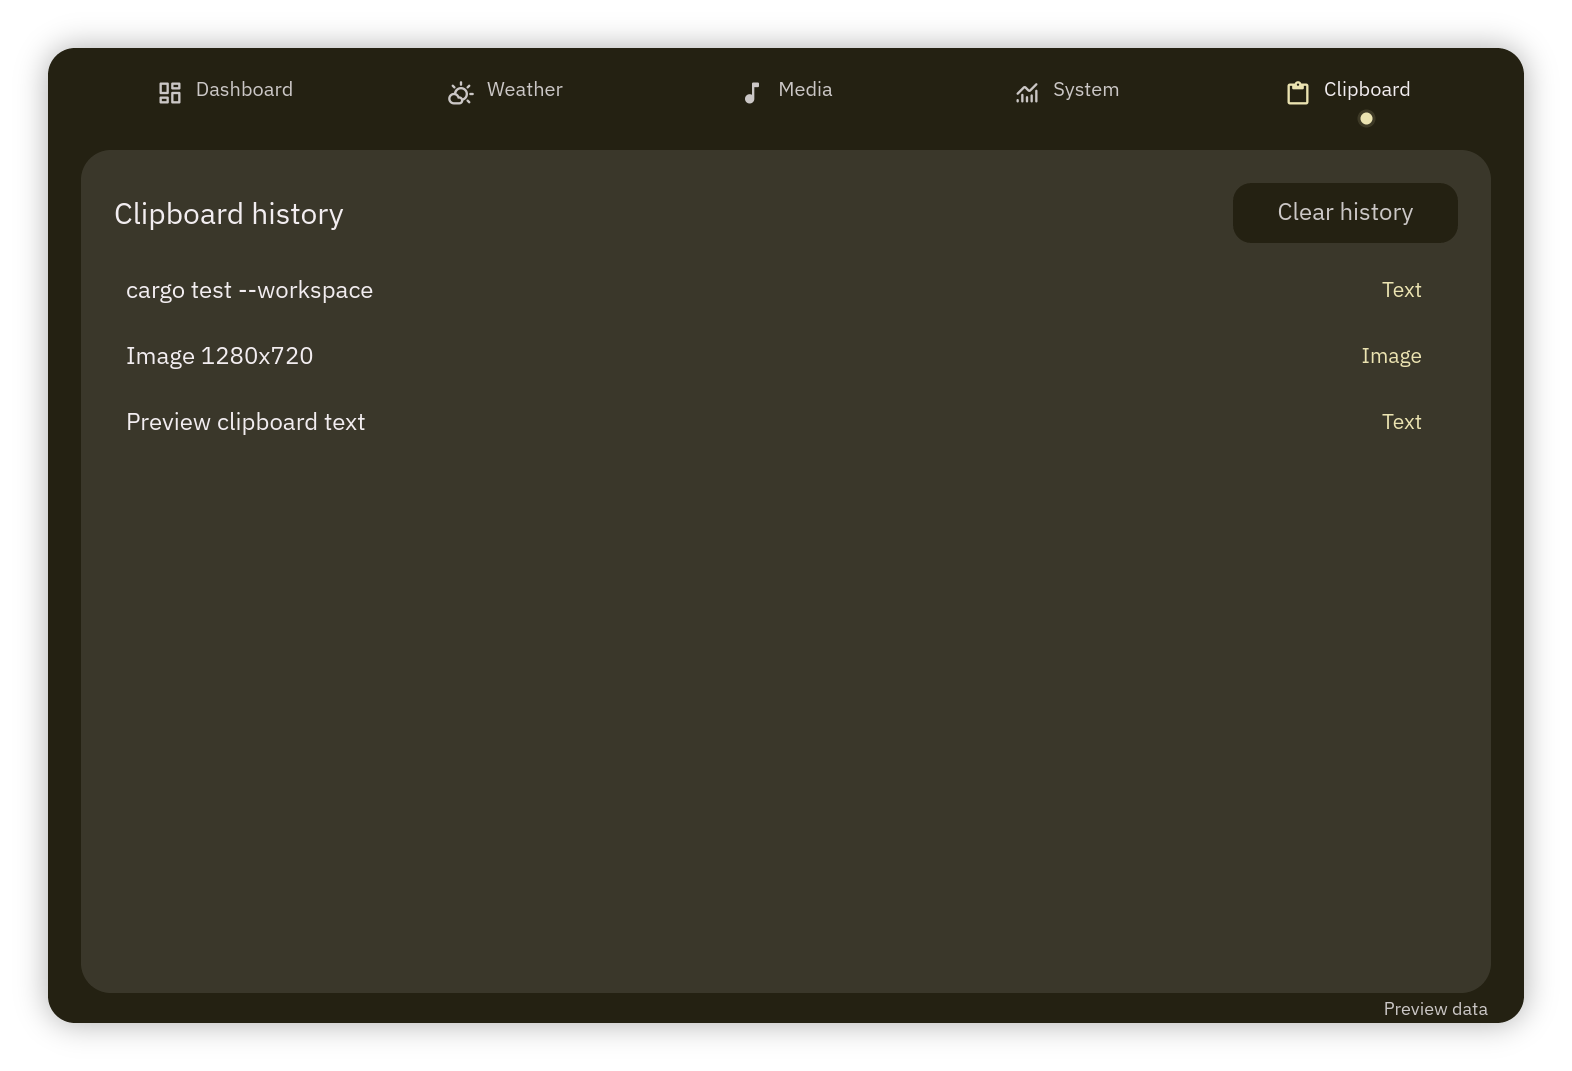 Dashboard Weather Media System Clipboard
Clipboard history Clear history
cargo test --workspace Text
Image 1280x720 Image
Preview clipboard text Text
Preview data